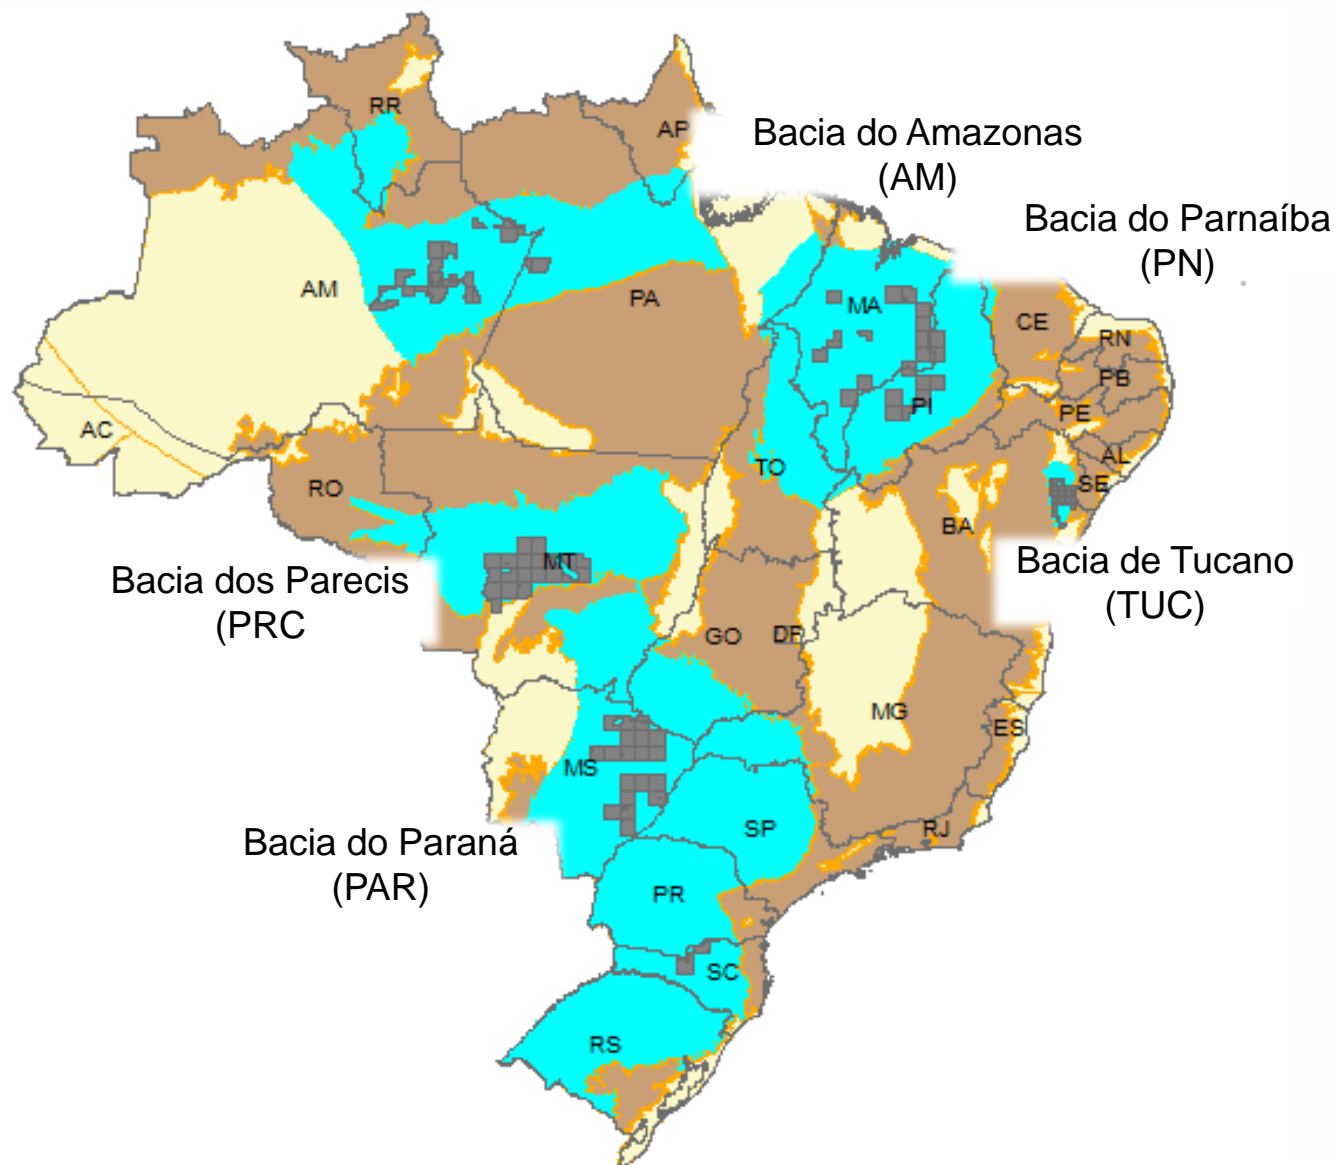 RR
AP
Bacia do Amazonas
(AM)
Bacia do Parnaíba
(PN)
AM
PA
MA
CE
RN
PB
PI
PE
AC
AL
TO
SE
RO
BA
MT
Bacia de Tucano
(TUC)
Bacia dos Parecis
(PRC
GO
DF
MG
ES
MS
SP
RJ
Bacia do Paraná
(PAR)
PR
SC
RS